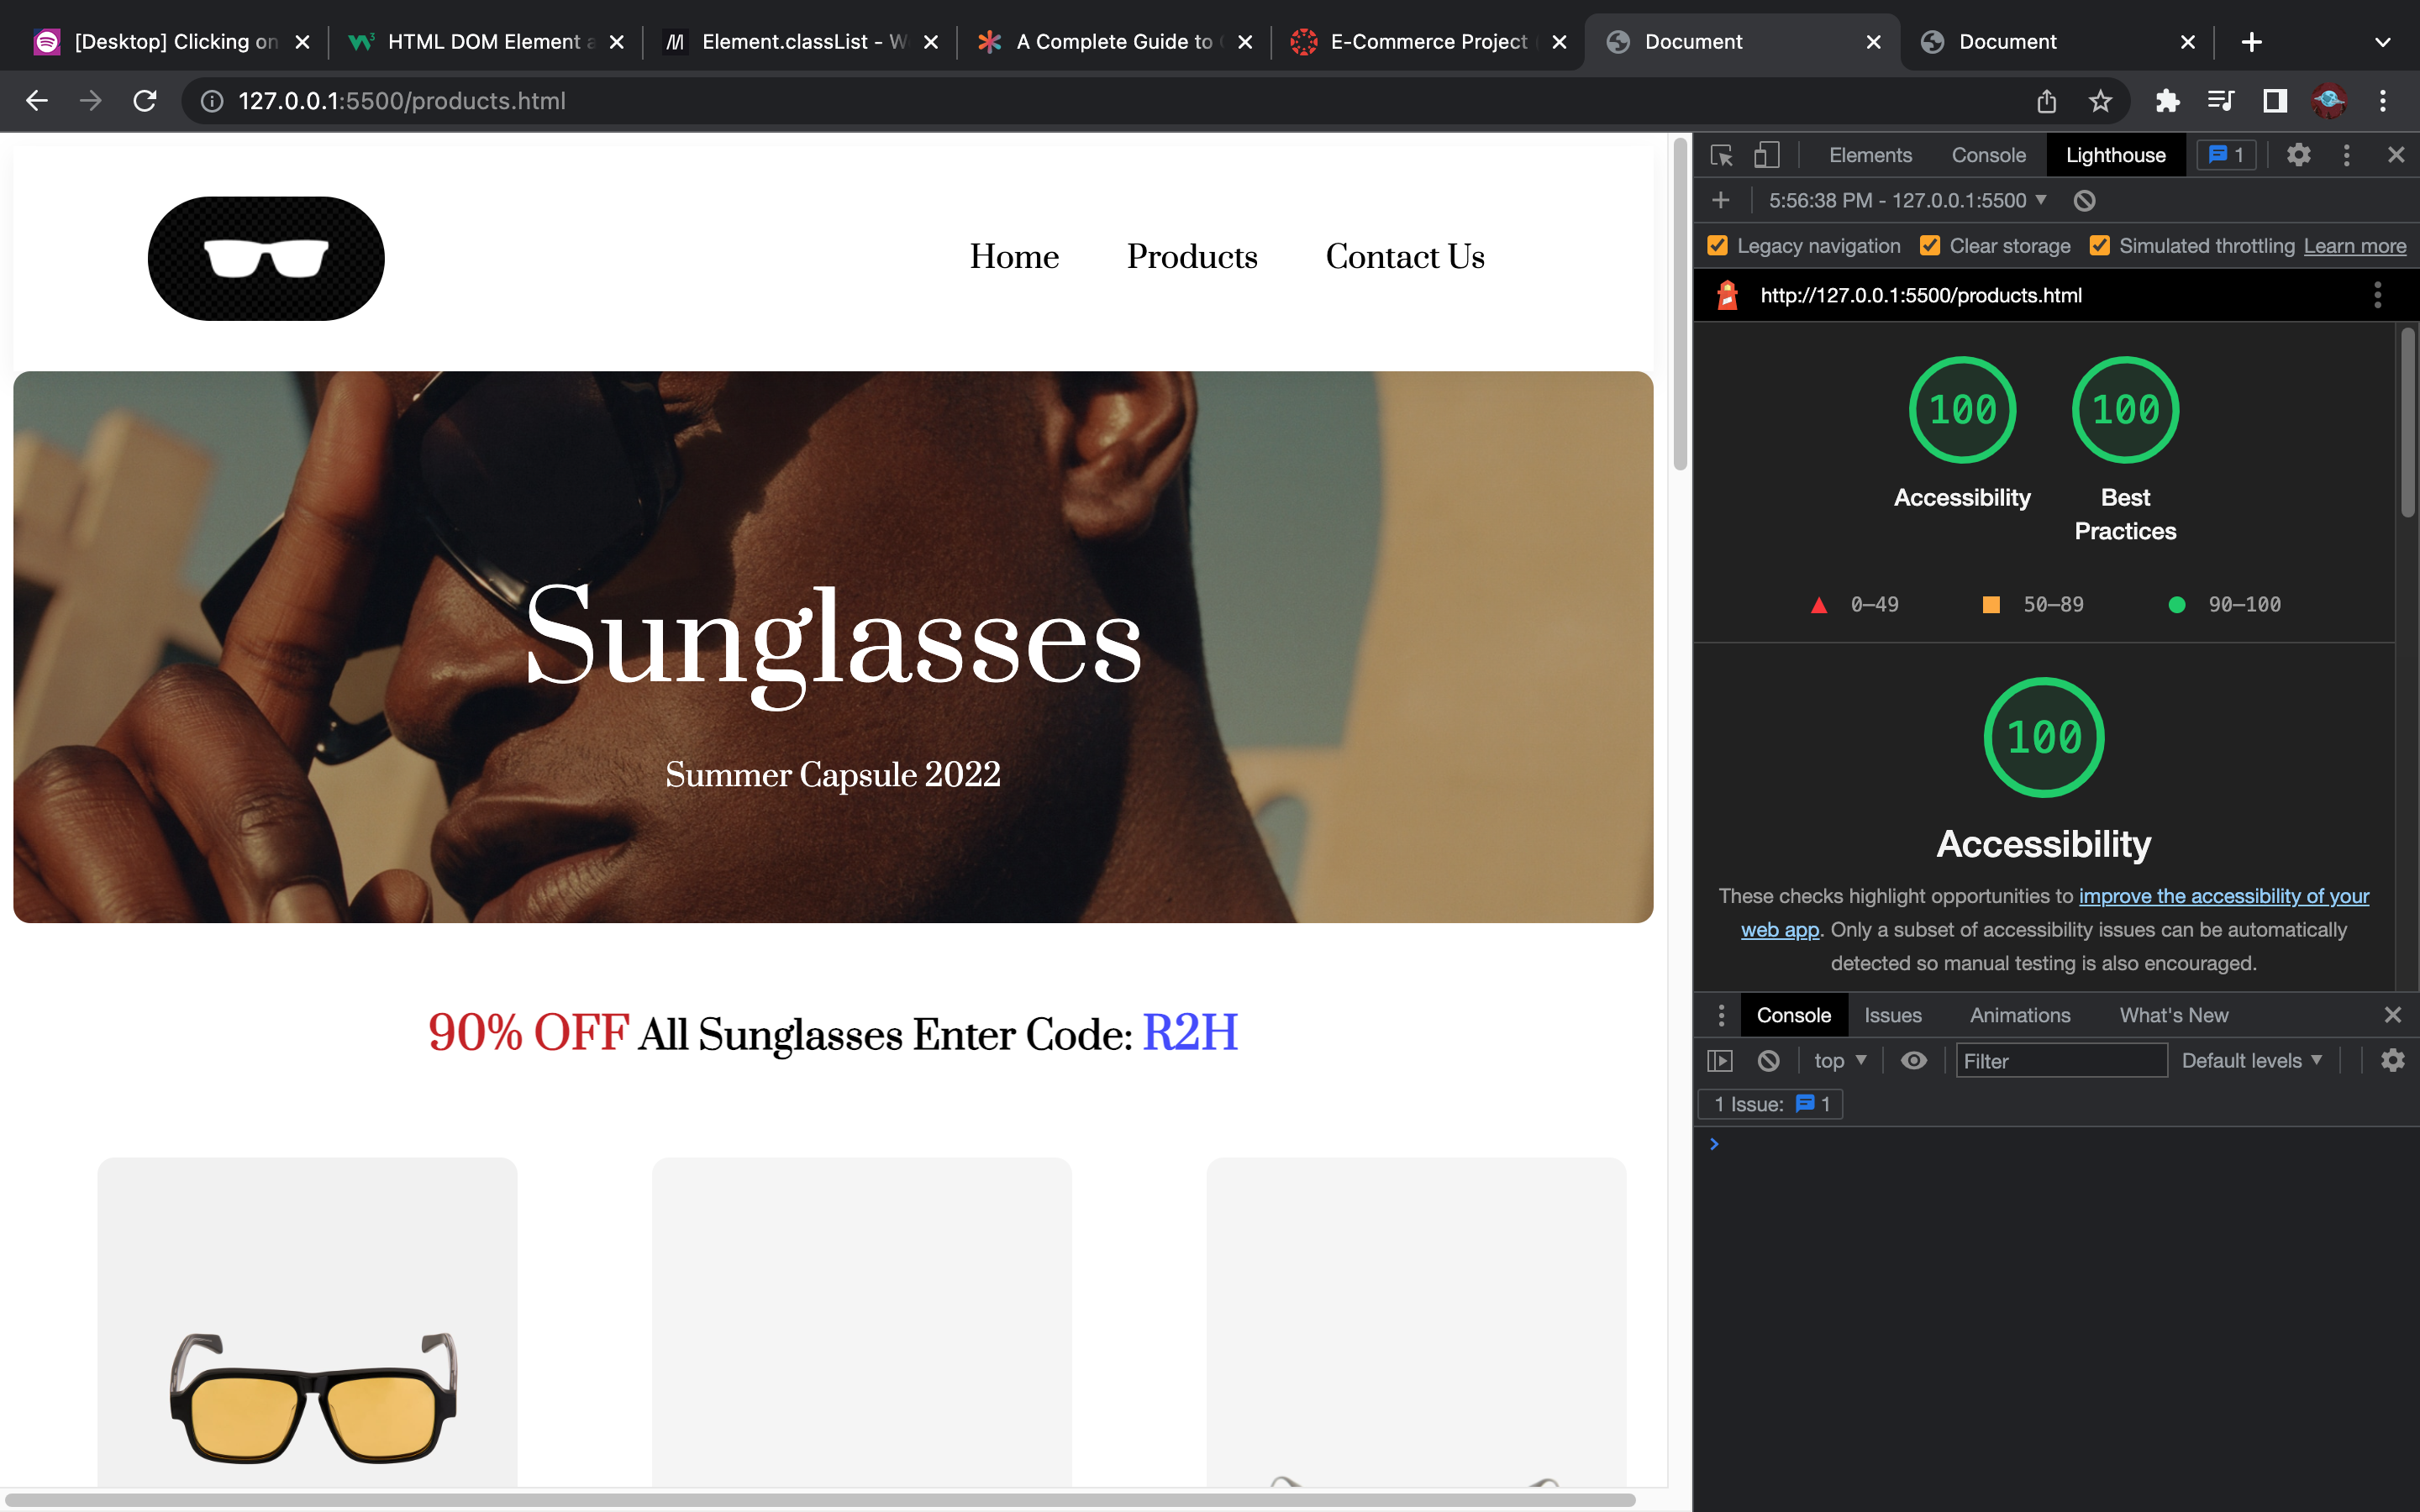 [Desktop] Clicking on
HTML DOM Element
Element.classList - W
A Complete Guide to
E-Commerce Project
Document
Document
127.0.0.1:5500/products.html
Home
Products
Contact Us
Sunglasses
Summer Capsule 2022
90% OFF All Sunglasses Enter Code: R2H
Elements
Console
Lighthouse
1
5:56:38 PM - 127.0.0.1:5500
Legacy navigation
Clear storage
Simulated throttling
Learn more
http://127.0.0.1:5500/products.html
100
100
Accessibility
Best
Practices
0–49
50–89
90–100
100
Accessibility
These checks highlight opportunities to improve the accessibility of your
web app. Only a subset of accessibility issues can be automatically
detected so manual testing is also encouraged.
Console
Issues
Animations
What's New
top
Filter
Default levels
1 Issue:
1